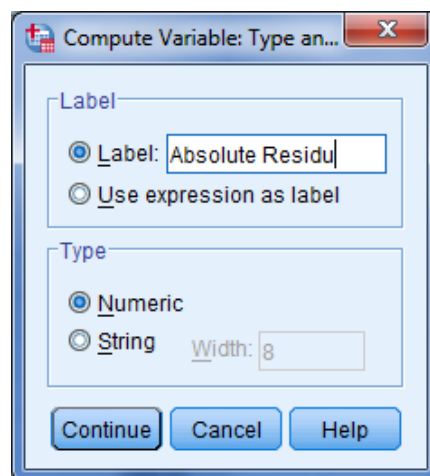 Compute Variable: Type an...
Label
Label: Absolute Residu
Use expression as label
Type
Numeric
String Width: 8
Continue Cancel Help